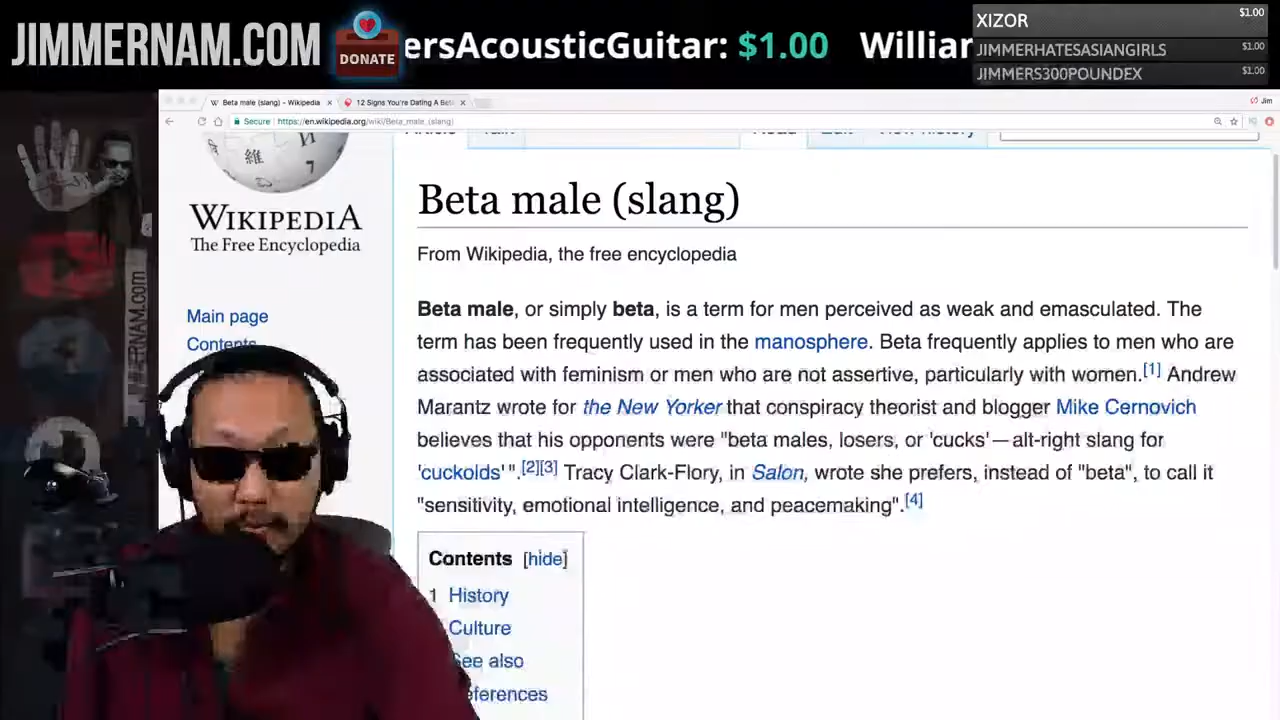 JIMMERNAM.COM
DONATE
ersAcousticGuitar: $1.00 Willian
XIZOR $1.00
JIMMERHATESASIANGIRLS $1.00
JIMMERS300POUNDEX $1.00
Beta male (slang) - Wikipedia
12 Signs You're Dating A Bet
Jim
Secure https://en.wikipedia.org/wiki/Beta_male_(slang)
View history
WIKIPEDIA
The Free Encyclopedia
Main page
Contents
Beta male (slang)
From Wikipedia, the free encyclopedia
Beta male, or simply beta, is a term for men perceived as weak and emasculated. The
term has been frequently used in the manosphere. Beta frequently applies to men who are
associated with feminism or men who are not assertive, particularly with women.[1] Andrew
Marantz wrote for the New Yorker that conspiracy theorist and blogger Mike Cernovich
believes that his opponents were "beta males, losers, or 'cucks'—alt-right slang for
'cuckolds'".[2][3] Tracy Clark-Flory, in Salon, wrote she prefers, instead of "beta", to call it
"sensitivity, emotional intelligence, and peacemaking".[4]
Contents [hide]
1 History
Culture
See also
eferences